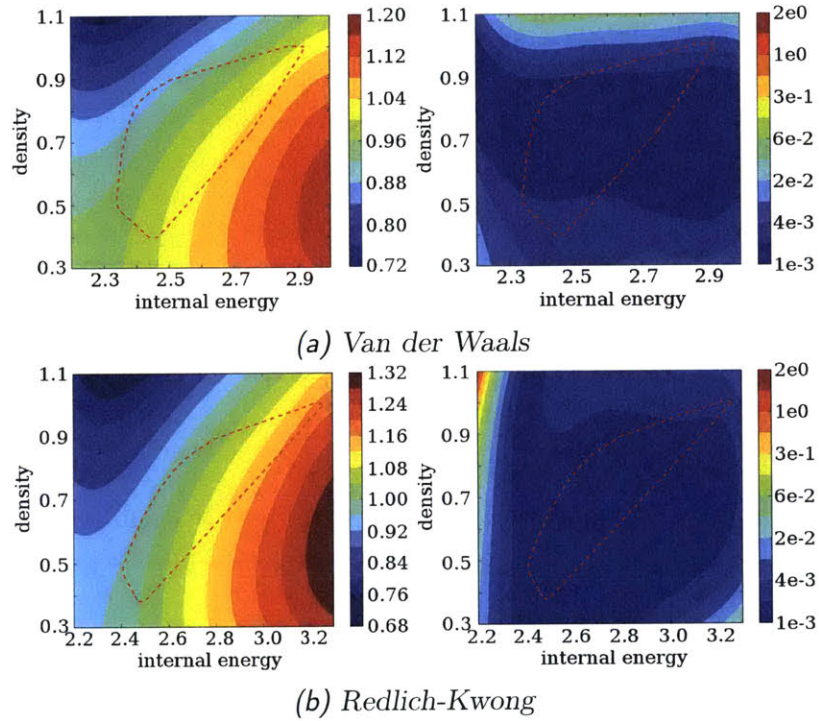 1.1
0.9
0.7
0.5
0.3
density
2.3 2.5 2.7 2.9
internal energy
1.20
1.12
1.04
0.96
0.88
0.80
0.72
1.1
0.9
0.7
0.5
0.3
density
2.3 2.5 2.7 2.9
internal energy
2e0
1e0
3e-1
6e-2
2e-2
4e-3
1e-3
(a) Van der Waals
1.1
0.9
0.7
0.5
0.3
density
2.2 2.4 2.6 2.8 3.0 3.2
internal energy
1.32
1.24
1.16
1.08
1.00
0.92
0.84
0.76
0.68
1.1
0.9
0.7
0.5
0.3
density
2.2 2.4 2.6 2.8 3.0 3.2
internal energy
2e0
1e0
3e-1
6e-2
2e-2
4e-3
1e-3
(b) Redlich-Kwong